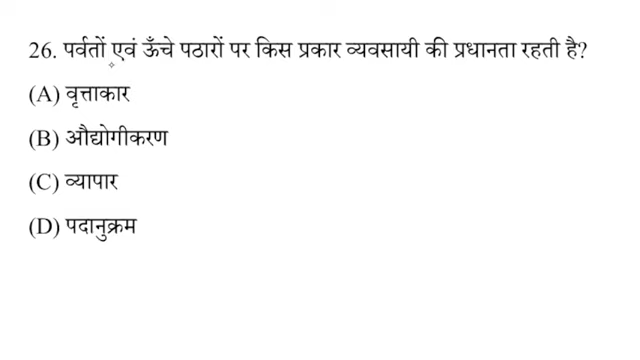 26. पर्वतों एवं ऊँचे पठारों पर किस प्रकार व्यवसायी की प्रधानता रहती है?
(A) वृत्ताकार
(B) औद्योगीकरण
(C) व्यापार
(D) पदानुक्रम